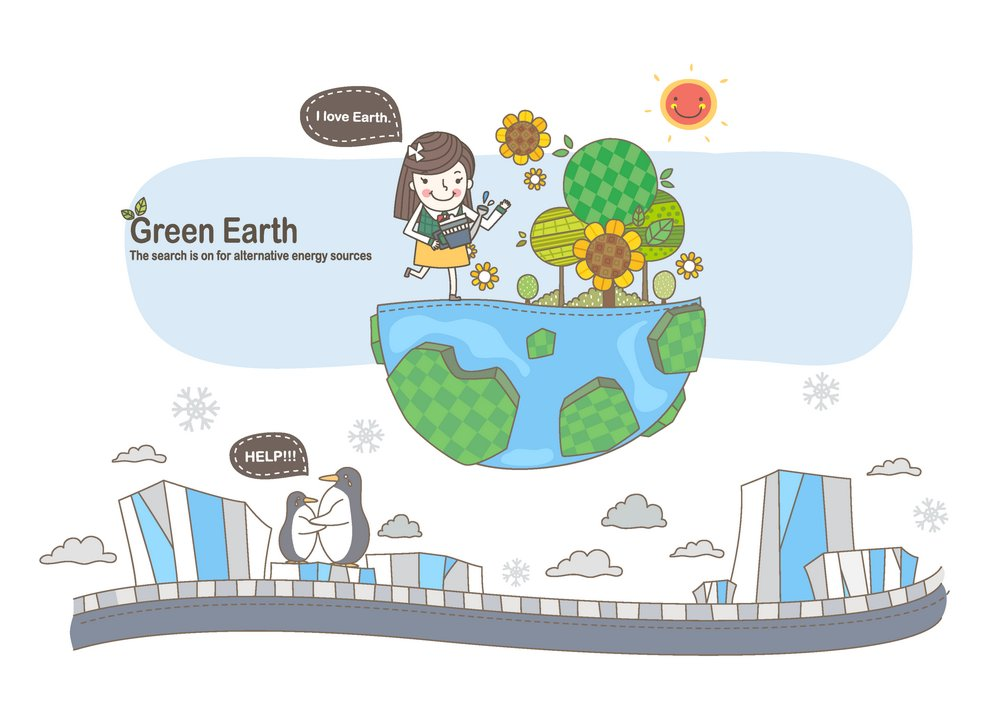 I love Earth.
Green Earth
The search is on for alternative energy sources
HELP!!!